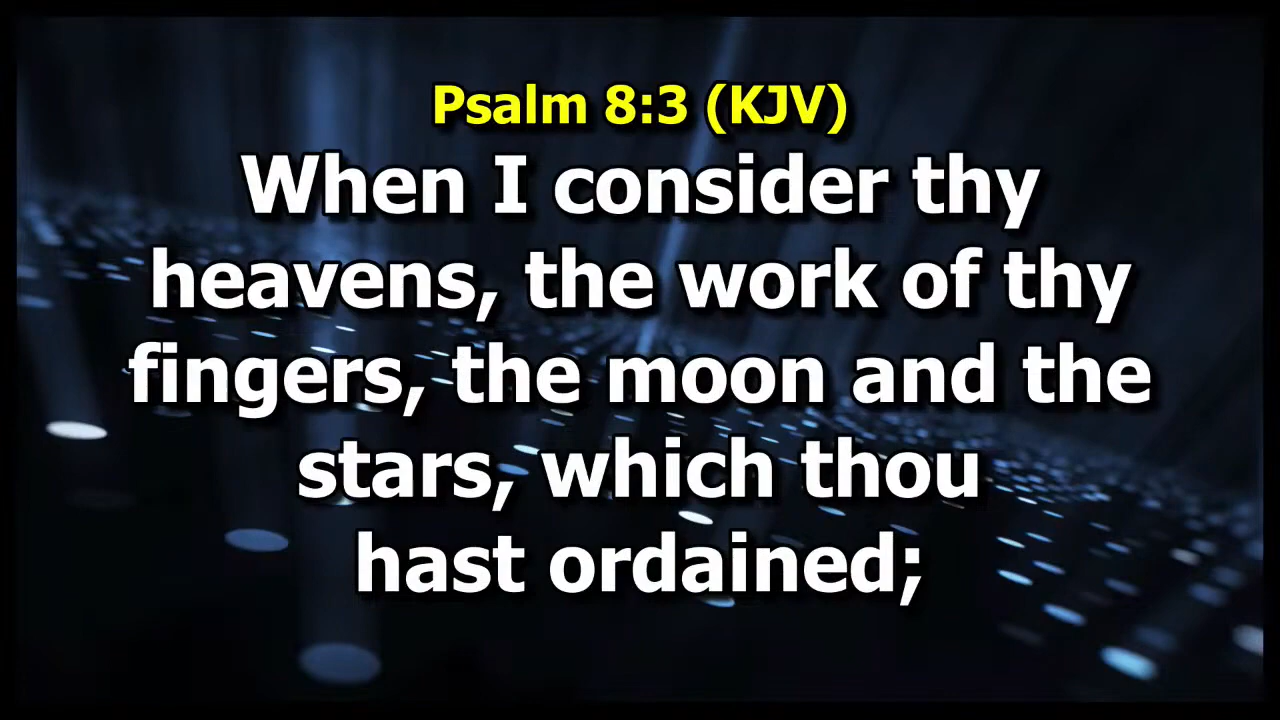 Psalm 8:3 (KJV)
When I consider thy
heavens, the work of thy
fingers, the moon and the
stars, which thou
hast ordained;